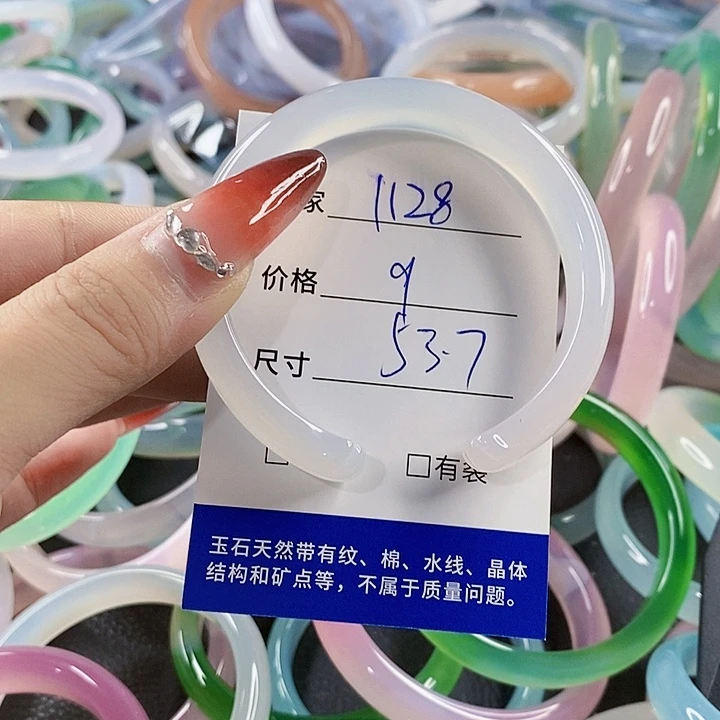 家 1128
价格 9
尺寸 53.7
□有裂
玉石天然带有纹、棉、水线、晶体
结构和矿点等，不属于质量问题。